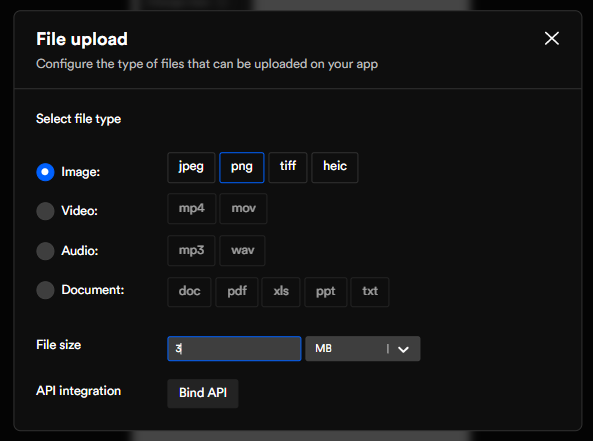 File upload
Configure the type of files that can be uploaded on your app
Select file type
Image: jpeg png tiff heic
Video: mp4 mov
Audio: mp3 wav
Document: doc pdf xls ppt txt
File size 3 MB
API integration Bind API